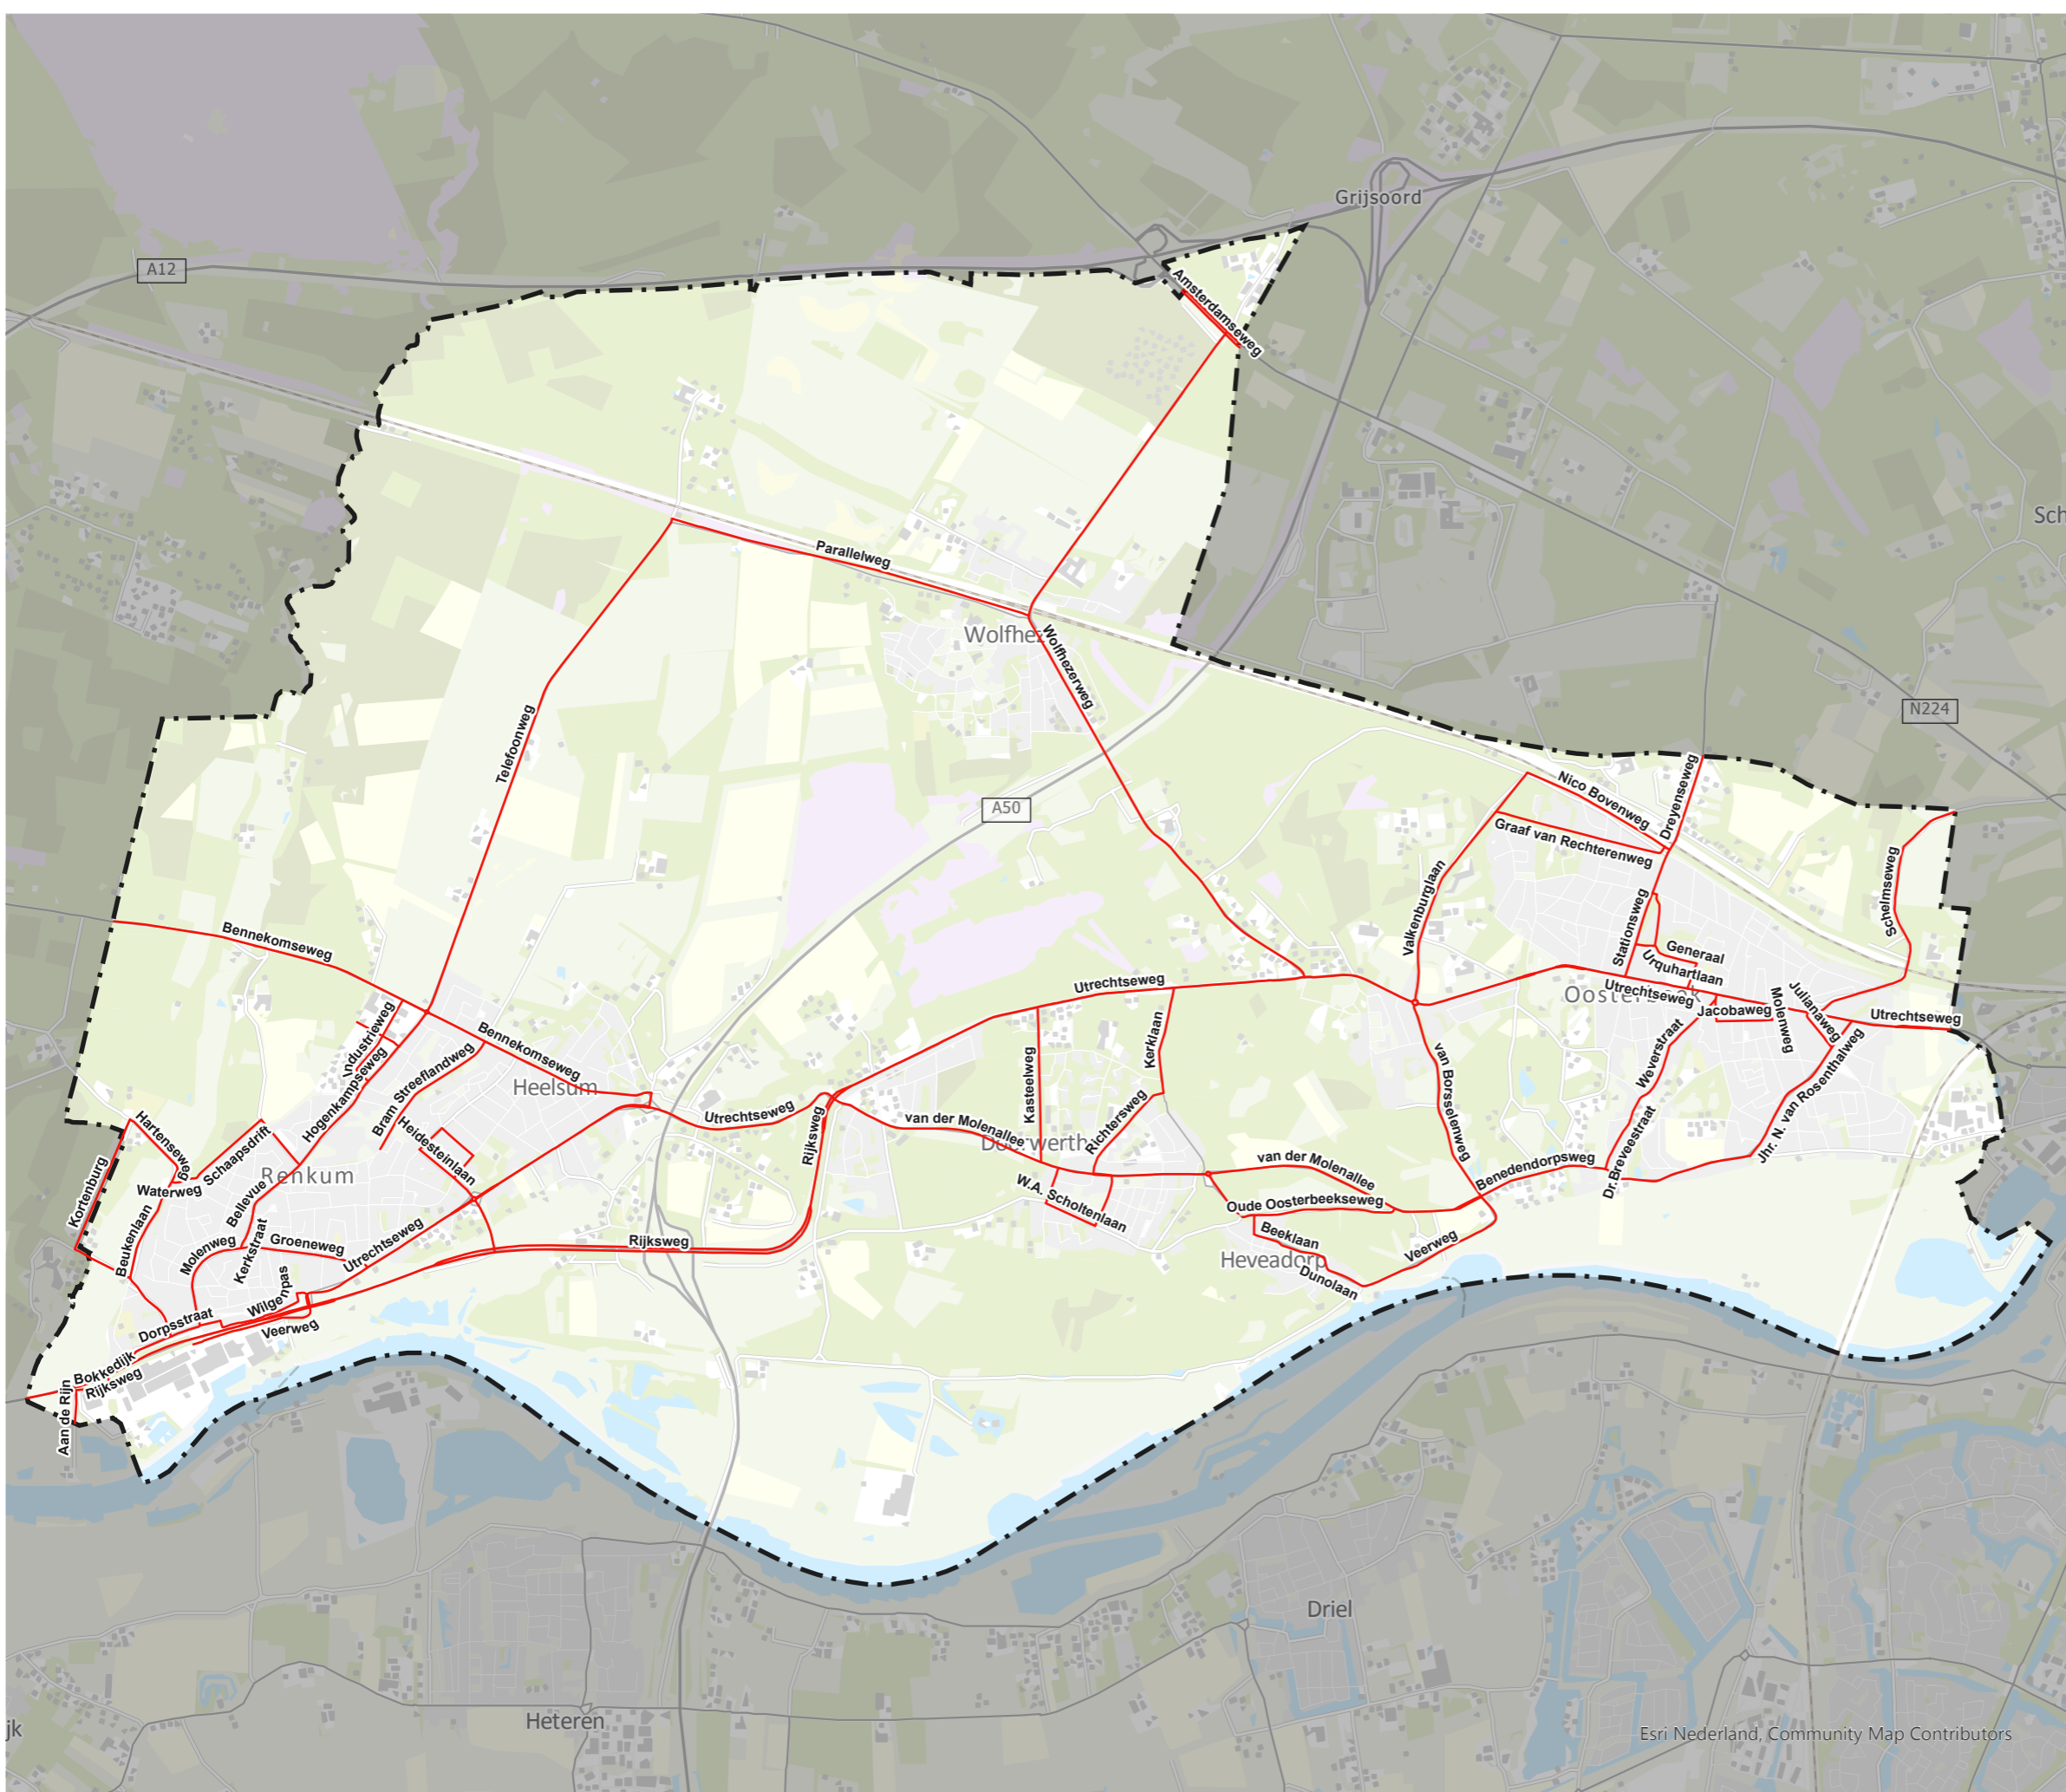 Grijsoord
A12
Amsterdamseweg
Sch
Parallelweg
Wolfhez
Wolfhezerweg
N224
Telefoonweg
A50
Nico Bovenweg
Dreyenseweg
Graaf van Rechterenweg
Schelmseweg
Valkenburglaan
Stationsweg
Bennekomseweg
Generaal
Urquhartlaan
Utrechtseweg
Oosterbeek
Utrechtseweg
Jacobaweg
Molenweg
Julianaweg
Utrechtseweg
Industrieweg
Bennekomseweg
Hogenkampseweg
Bram Streeflandweg
Heelsum
Kerklaan
Kasteelweg
van Borsselenweg
Weverstraat
Jhr. N. van Rosenthalweg
Utrechtseweg
Rijksweg
van der Molenallee
Richtersweg
Hartenseweg
Schaapsdrift
Heidesteinlaan
Renkum
Kortenburg
Waterweg
Bellevue
van der Molenallee
Benedendorpsweg
Dr.Brevestraat
W.A. Scholtenlaan
Oude Oosterbeekseweg
Beukenlaan
Molenweg
Kerkstraat
Groeneweg
Utrechtseweg
Rijksweg
Beeklaan
Veerweg
Heveadorp
Dunolaan
Wilgenpas
Dorpsstraat
Veerweg
Bokkedijk
Rijksweg
Aan de Rijn
Driel
Heteren
ijk
Esri Nederland, Community Map Contributors